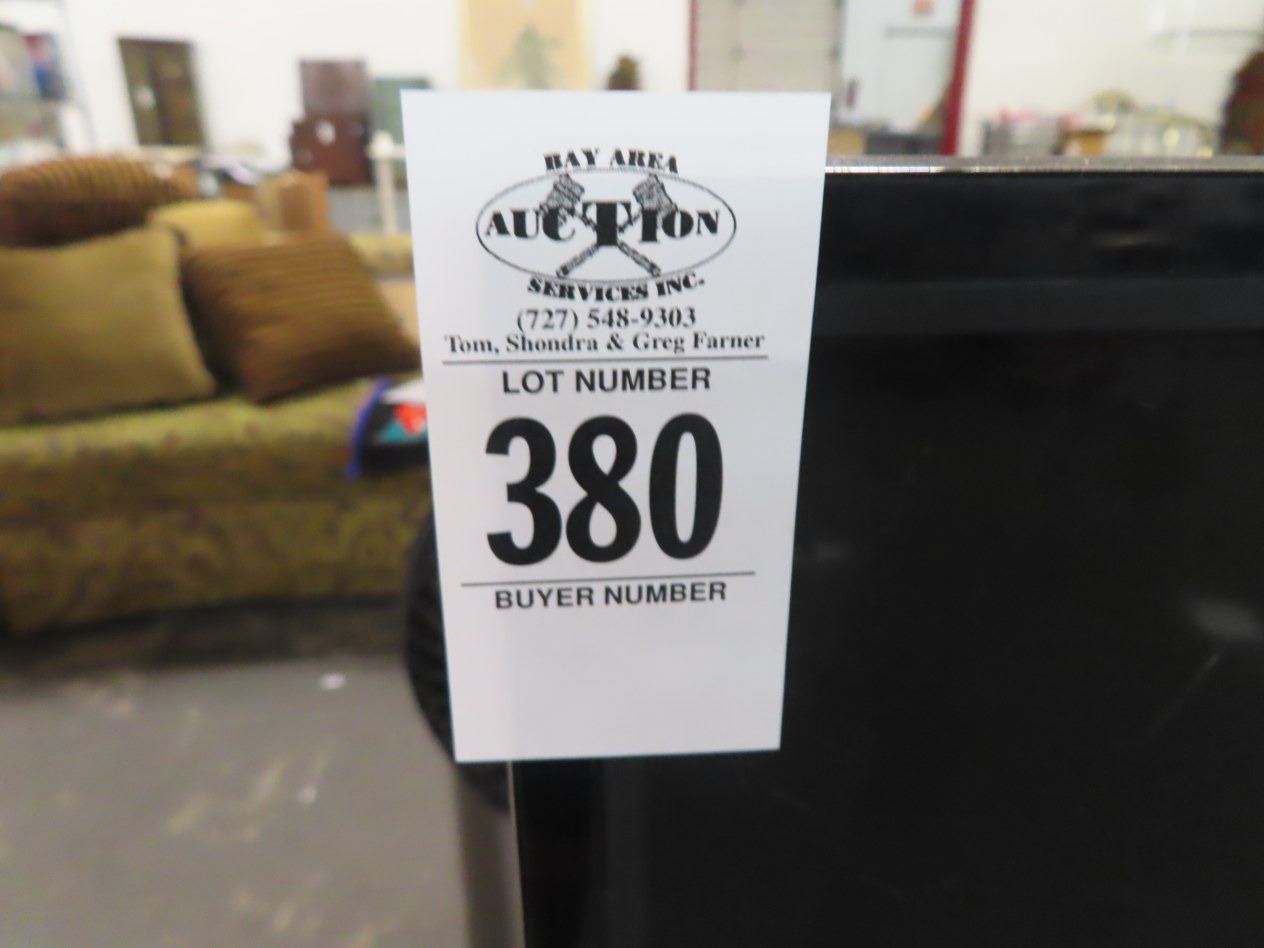 BAY AREA
AUCTION
SERVICES INC.
(727) 548-9303
Tom, Shondra & Greg Farner
LOT NUMBER
380
BUYER NUMBER